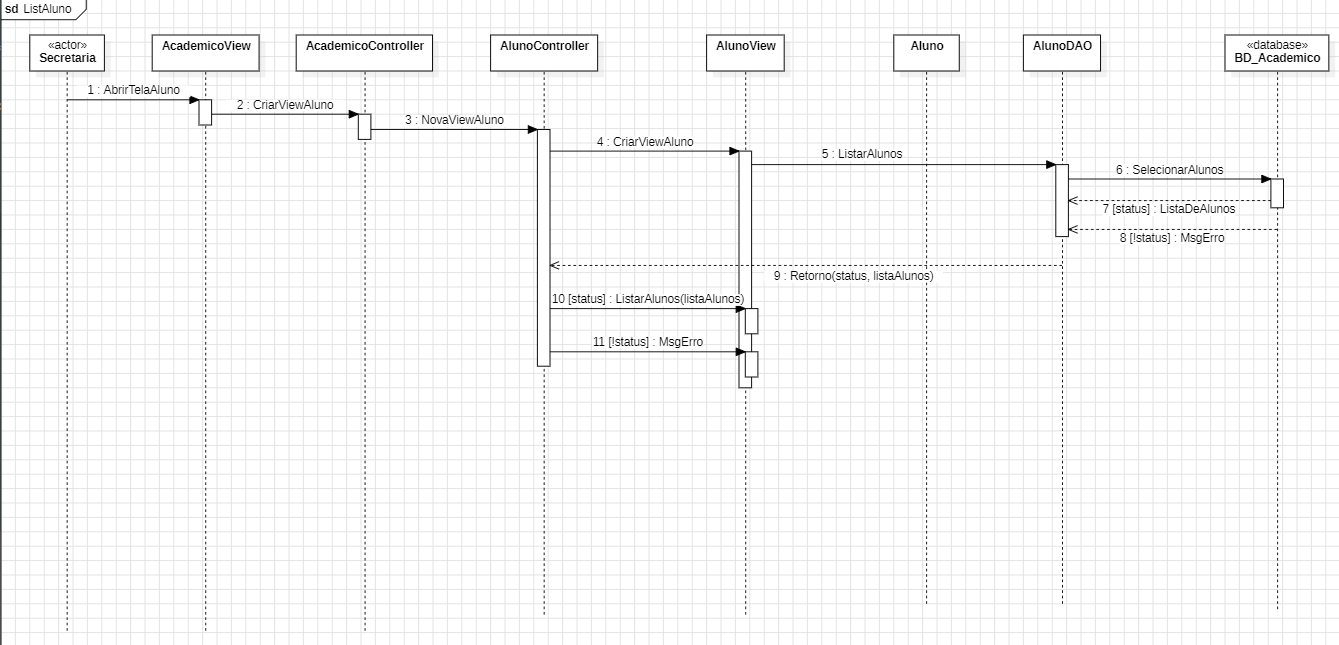 sd ListAluno
«actor»
Secretaria
AcademicoView
AcademicoController
AlunoController
AlunoView
Aluno
AlunoDAO
«database»
BD_Academico
1 : AbrirTelaAluno
2 : CriarViewAluno
3 : NovaViewAluno
4 : CriarViewAluno
5 : ListarAlunos
6 : SelecionarAlunos
7 [status] : ListaDeAlunos
8 [!status] : MsgErro
9 : Retorno(status, listaAlunos)
10 [status] : ListarAlunos(listaAlunos)
11 [!status] : MsgErro